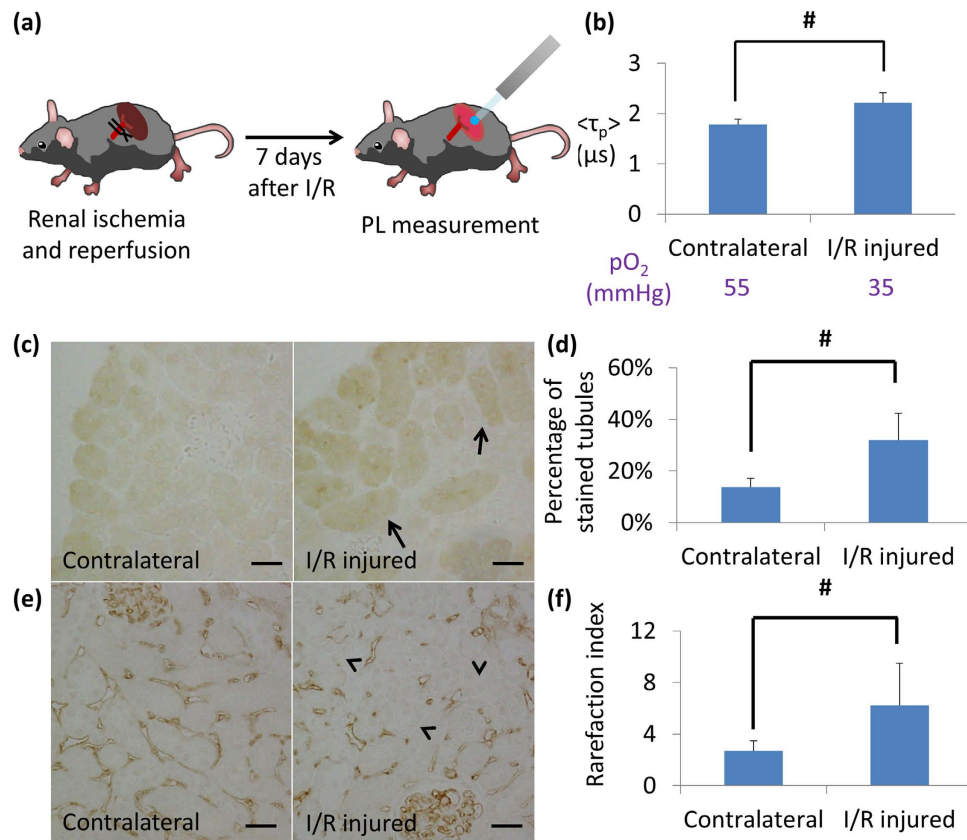 (a)
Renal ischemia
and reperfusion
7 days
after I/R
PL measurement
(b)
#
<τp>
(µs)
3
2
1
0
Contralateral
I/R injured
pO2
(mmHg)
55
35
(c)
Contralateral
I/R injured
(d)
#
Percentage of
stained tubules
60%
40%
20%
0%
Contralateral
I/R injured
(e)
Contralateral
I/R injured
(f)
#
Rarefaction index
12
8
4
0
Contralateral
I/R injured